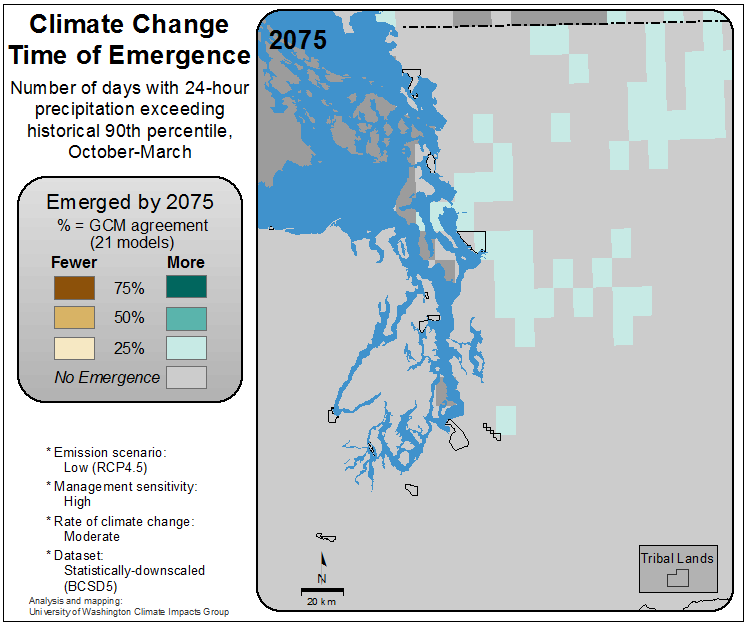 Climate Change
Time of Emergence
Number of days with 24-hour
precipitation exceeding
historical 90th percentile,
October-March
Emerged by 2075
% = GCM agreement
(21 models)
Fewer More
75%
50%
25%
No Emergence
* Emission scenario:
Low (RCP4.5)
* Management sensitivity:
High
* Rate of climate change:
Moderate
* Dataset:
Statistically-downscaled
(BCSD5)
Analysis and mapping:
University of Washington Climate Impacts Group
2075
N
20 km
Tribal Lands